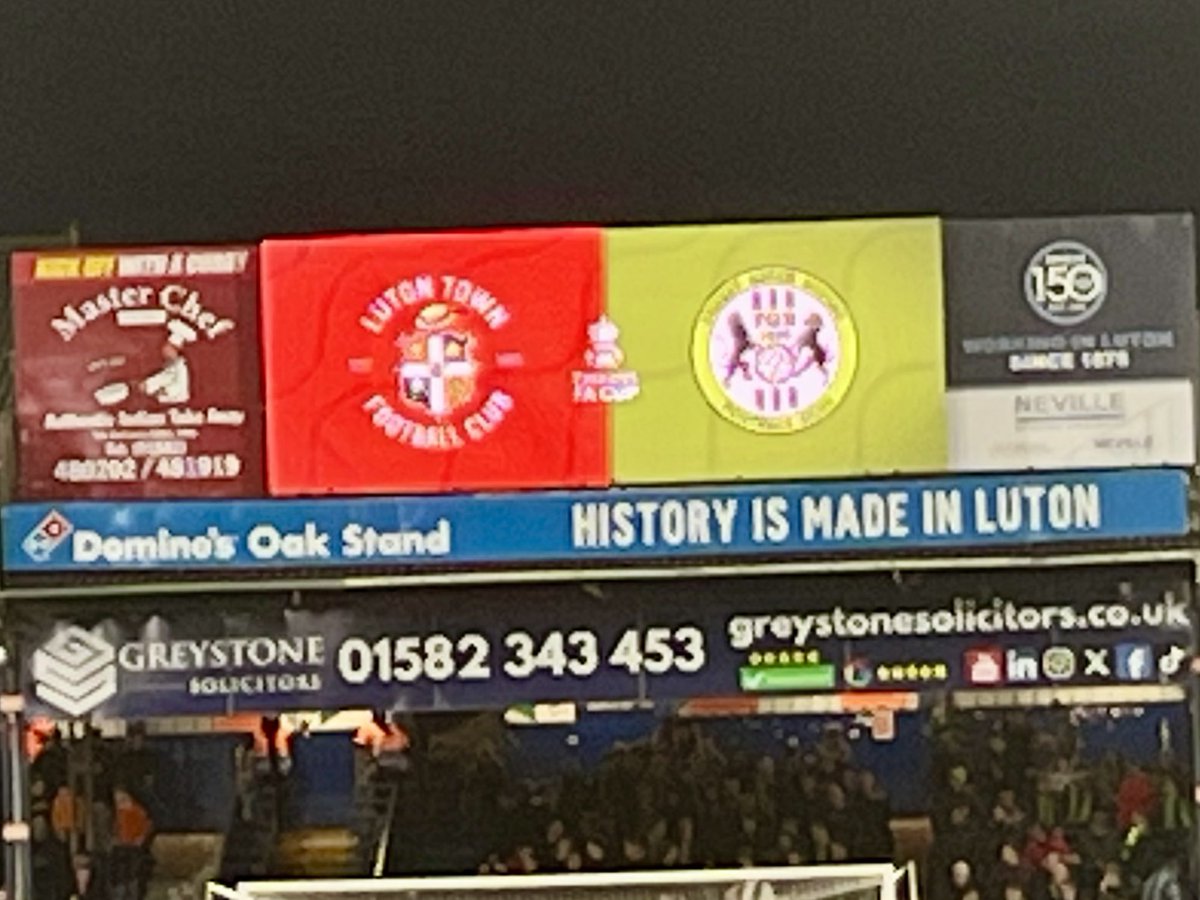 KICK OFF WITH A CURRY
Master Chef
Authentic Indian Take Away
480202 / 481919
LUTON TOWN
FOOTBALL CLUB
FA CUP
FGR
150
WORKING IN LUTON
SINCE 1875
NEVILLE
NEVILLE
Domino's Oak Stand
HISTORY IS MADE IN LUTON
GREYSTONE
SOLICITORS
01582 343 453
greystonesolicitors.co.uk